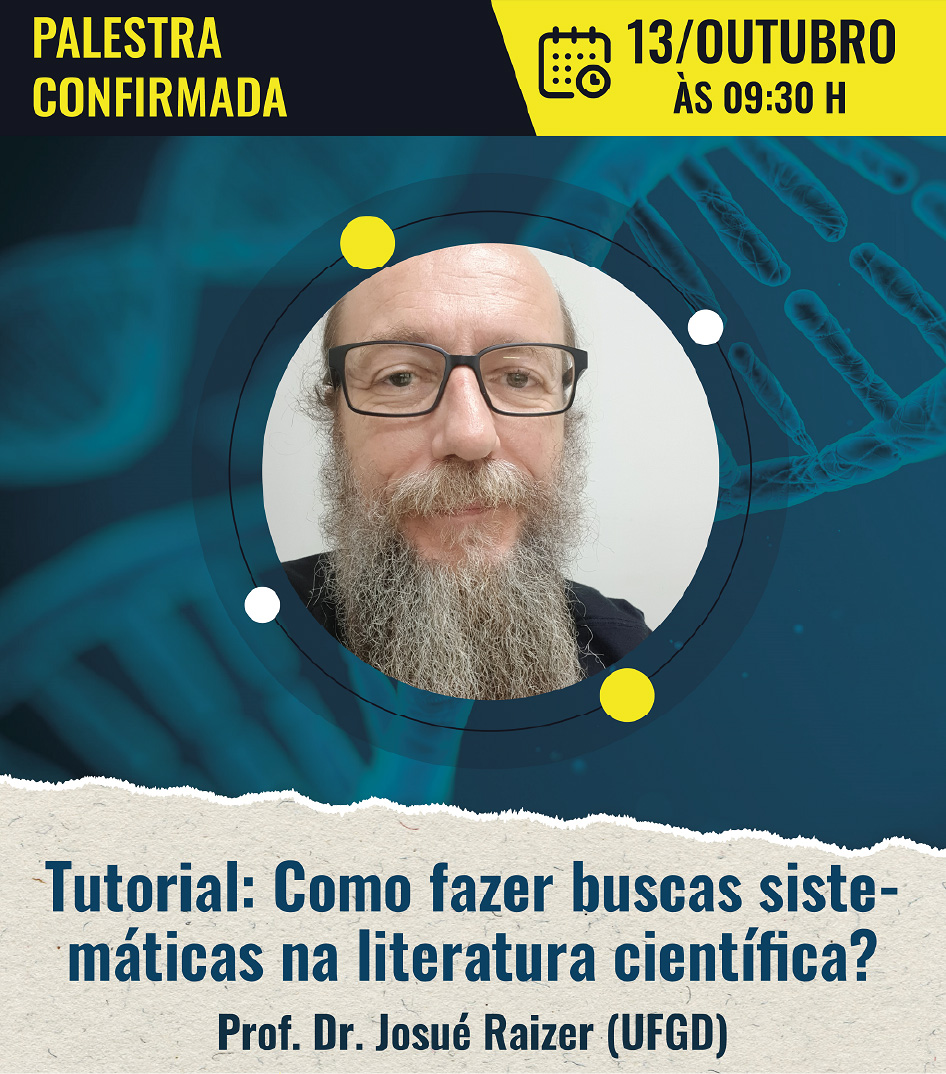 PALESTRA
CONFIRMADA
13/OUTUBRO
ÀS 09:30 H
Tutorial: Como fazer buscas siste-
máticas na literatura científica?
Prof. Dr. Josué Raizer (UFGD)